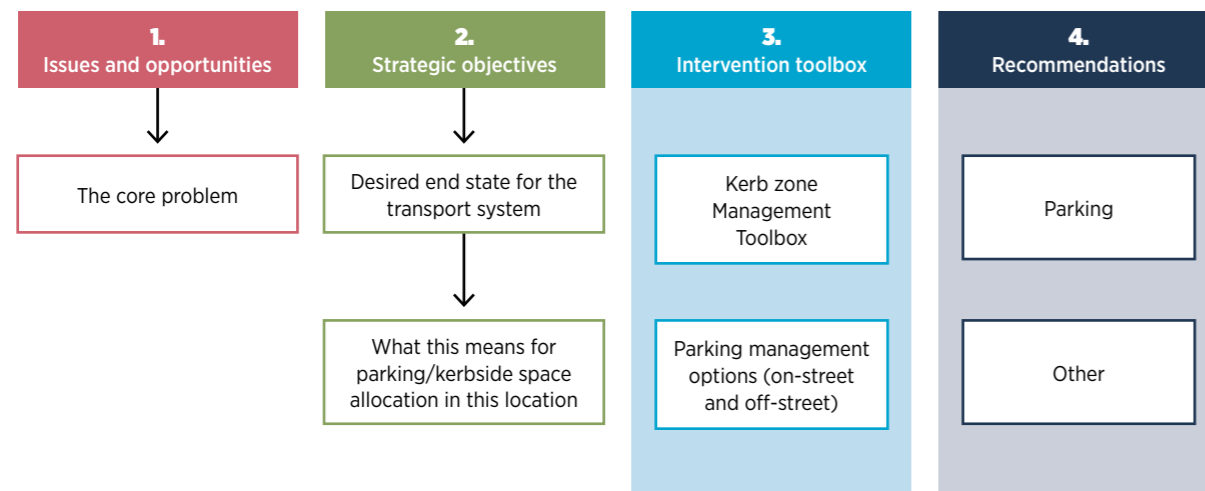 1.
Issues and opportunities
The core problem
2.
Strategic objectives
Desired end state for the
transport system
What this means for
parking/kerbside space
allocation in this location
3.
Intervention toolbox
Kerb zone
Management
Toolbox
Parking management
options (on-street
and off-street)
4.
Recommendations
Parking
Other